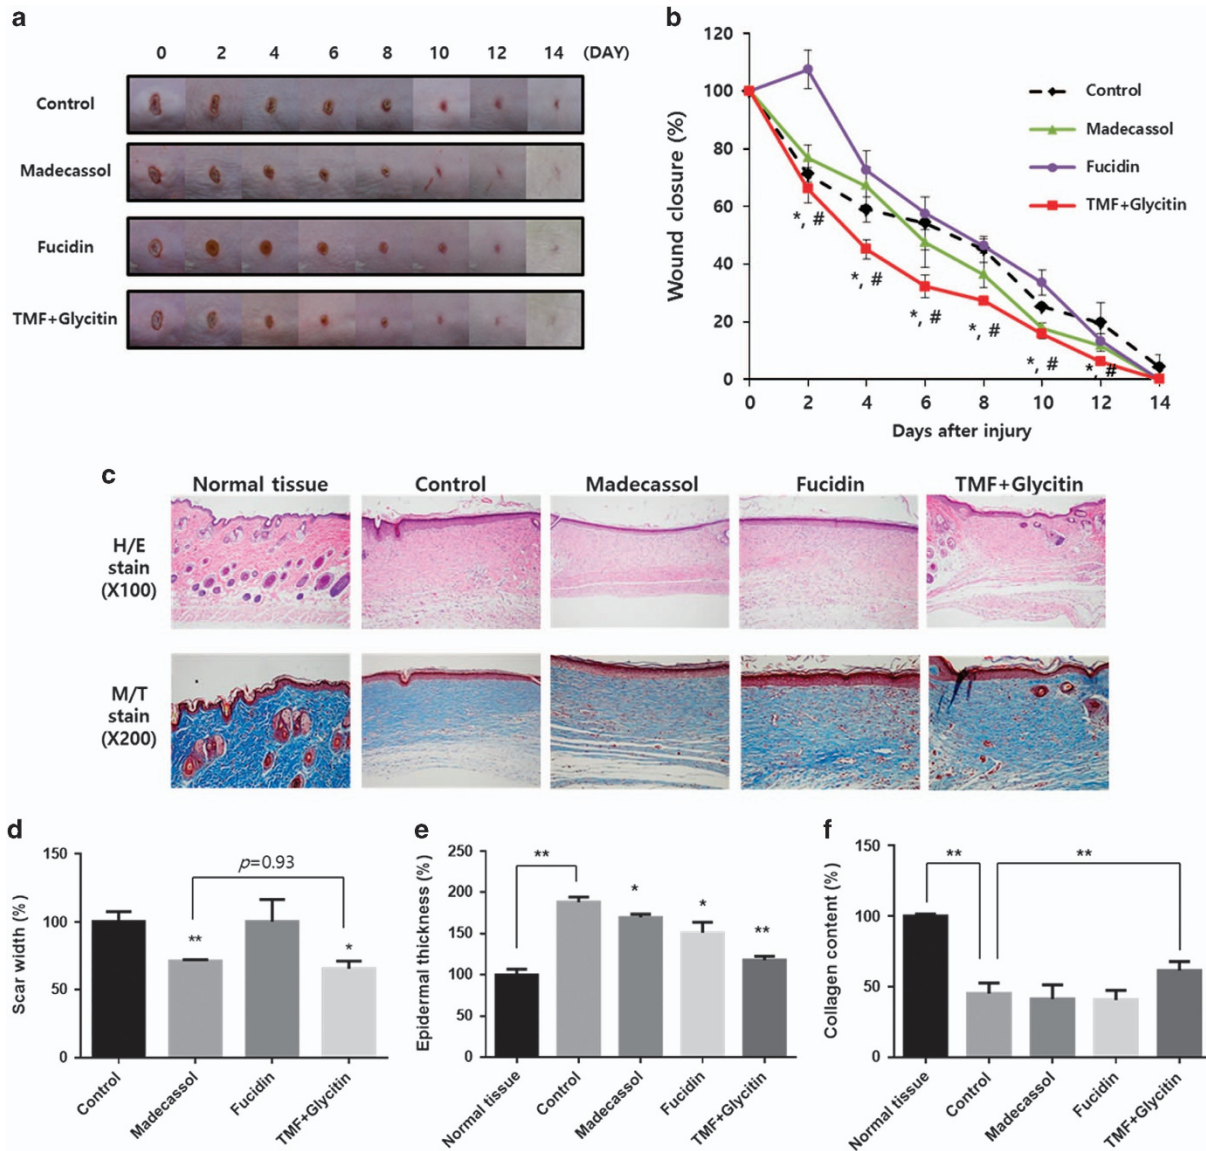 a
0 2 4 6 8 10 12 14 (DAY)
Control
Madecassol
Fucidin
TMF+Glycitin
b
120
100
80
60
40
20
0
Wound closure (%)
0 2 4 6 8 10 12 14
Days after injury
Control
Madecassol
Fucidin
TMF+Glycitin
*, #
*, #
*, #
*, #
*, #
*, #
c
Normal tissue Control Madecassol Fucidin TMF+Glycitin
H/E
stain
(X100)
M/T
stain
(X200)
d
Scar width (%)
150
100
50
0
p=0.93
**
*
Control
Madecassol
Fucidin
TMF+Glycitin
e
Epidermal thickness (%)
250
200
150
100
50
0
**
*
*
**
Normal tissue
Control
Madecassol
Fucidin
TMF+Glycitin
f
Collagen content (%)
150
100
50
0
**
**
Normal tissue
Control
Madecassol
Fucidin
TMF+Glycitin